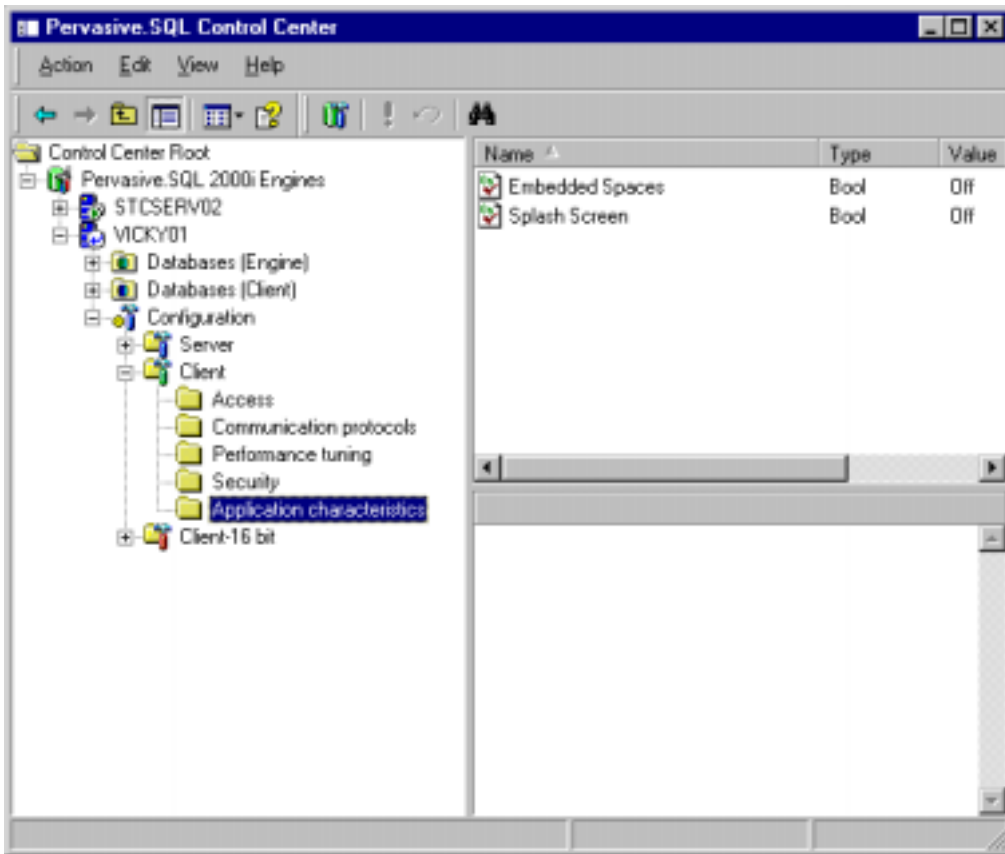 Pervasive.SQL Control Center
Action Edit View Help
Control Center Root
Pervasive.SQL 2000i Engines
STCSERV02
VICKY01
Databases (Engine)
Databases (Client)
Configuration
Server
Client
Access
Communication protocols
Performance tuning
Security
Application characteristics
Client-16 bit
Name Type Value
Embedded Spaces Bool Off
Splash Screen Bool Off